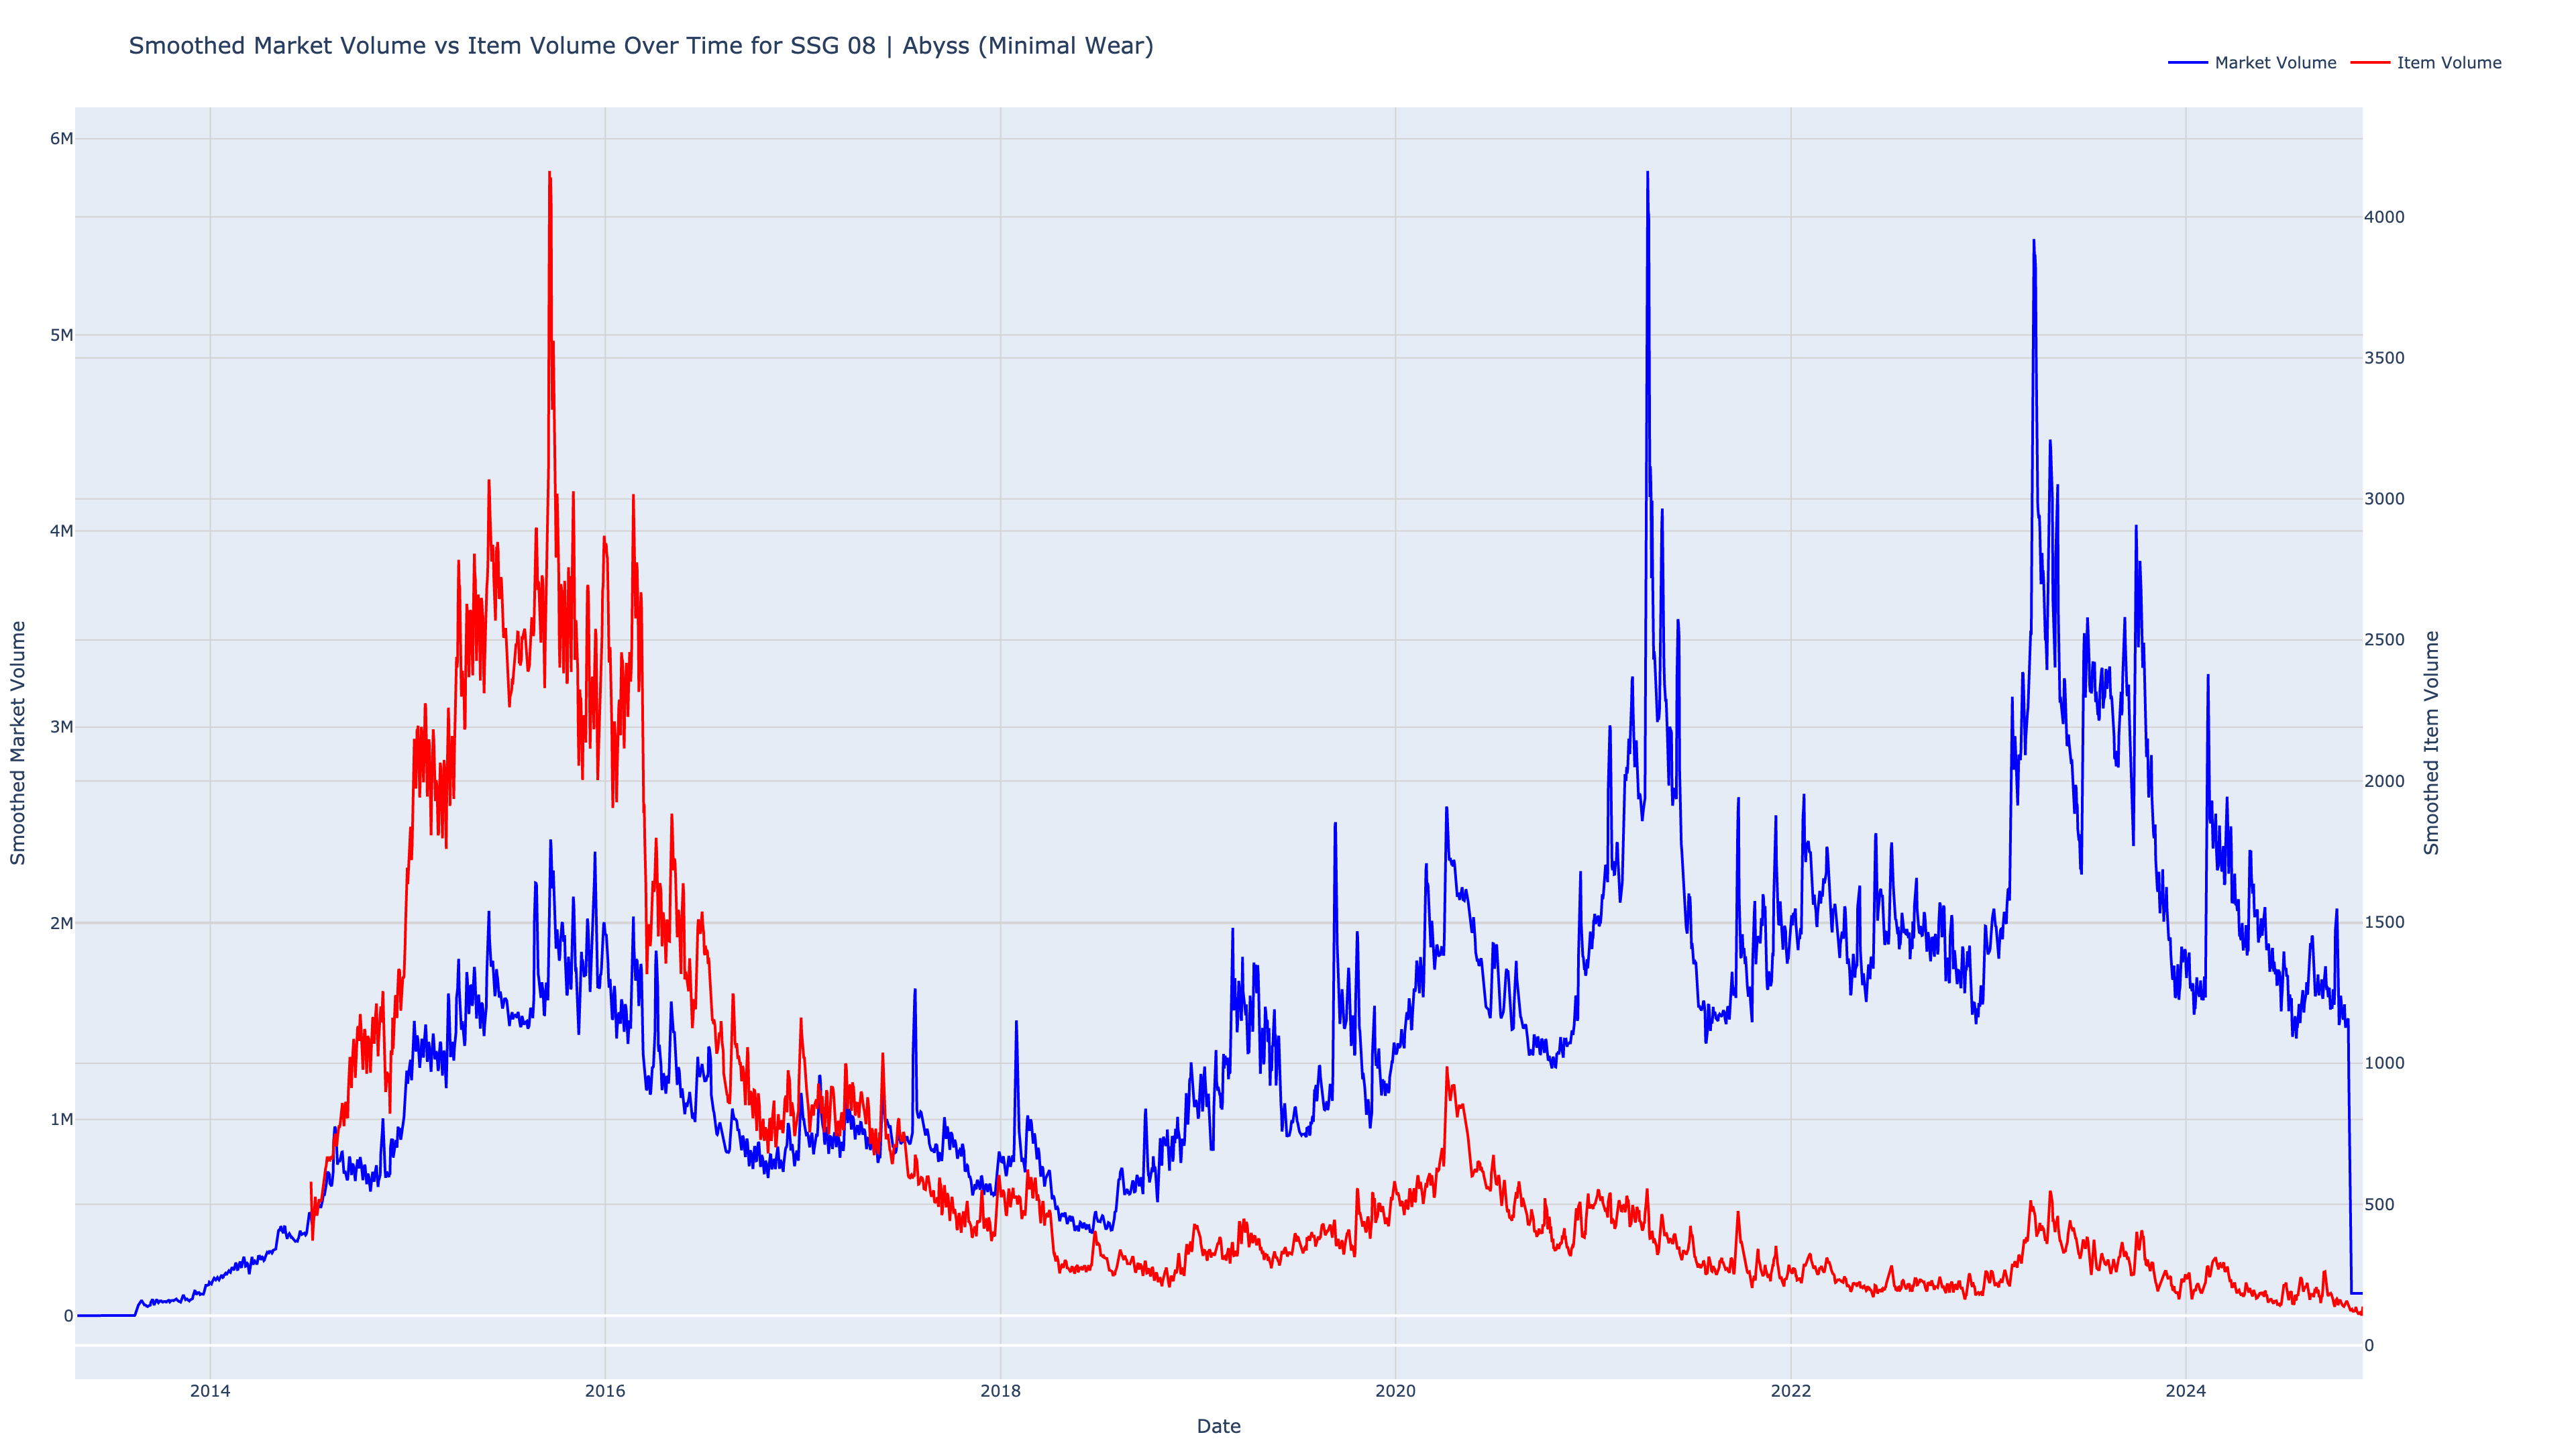 Smoothed Market Volume vs Item Volume Over Time for SSG 08 | Abyss (Minimal Wear)
Market Volume
Item Volume
6M
5M
4M
3M
2M
1M
0
Smoothed Market Volume
4000
3500
3000
2500
2000
1500
1000
500
0
Smoothed Item Volume
2014
2016
2018
2020
2022
2024
Date